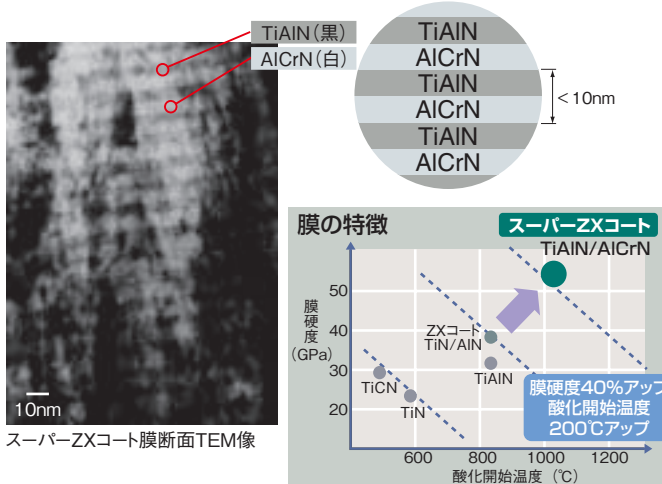 TiAlN（黒）
AlCrN（白）
TiAlN
AlCrN
TiAlN
AlCrN
TiAlN
AlCrN
<10nm
10nm
スーパーZXコート膜断面TEM像
膜の特徴
スーパーZXコート
TiAlN/AlCrN
膜硬度
(GPa)
50
40
30
20
ZXコート
TiN/AlN
TiAlN
TiCN
TiN
膜硬度40%アップ
酸化開始温度
200℃アップ
600
800
1000
1200
酸化開始温度（℃）